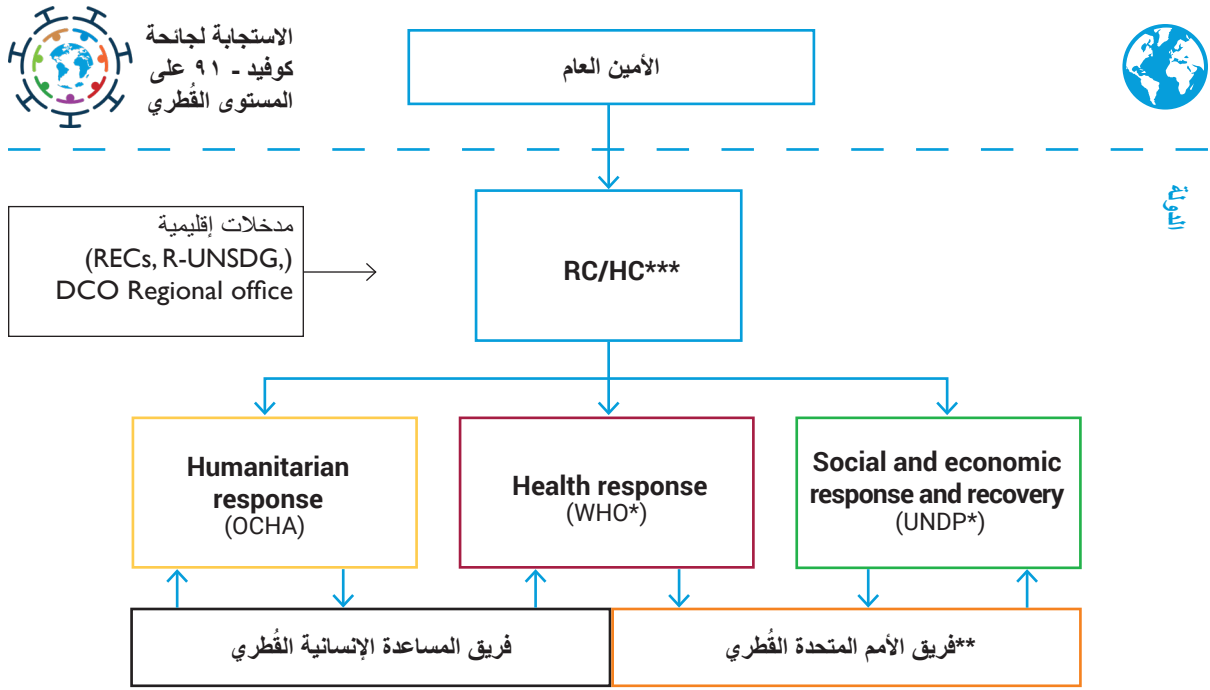 الاستجابة لجائحة
كوفيد - ٩١ على
المستوى القُطري
الأمين العام
الدولة
مدخلات إقليمية
(RECs, R-UNSDG,)
DCO Regional office
RC/HC***
Humanitarian
response
(OCHA)
Health response
(WHO*)
Social and economic
response and recovery
(UNDP*)
فريق المساعدة الإنسانية القُطري
**فريق الأمم المتحدة القُطري